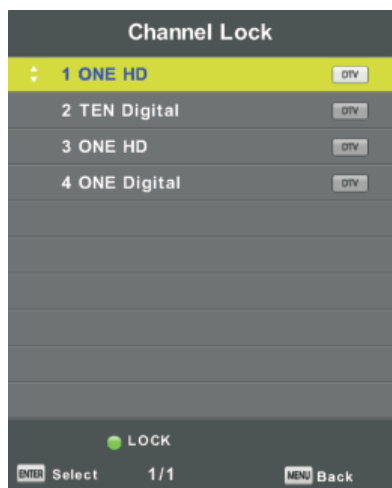 Channel Lock
1 ONE HD DTV
2 TEN Digital DTV
3 ONE HD DTV
4 ONE Digital DTV
LOCK
ENTER Select 1/1 MENU Back